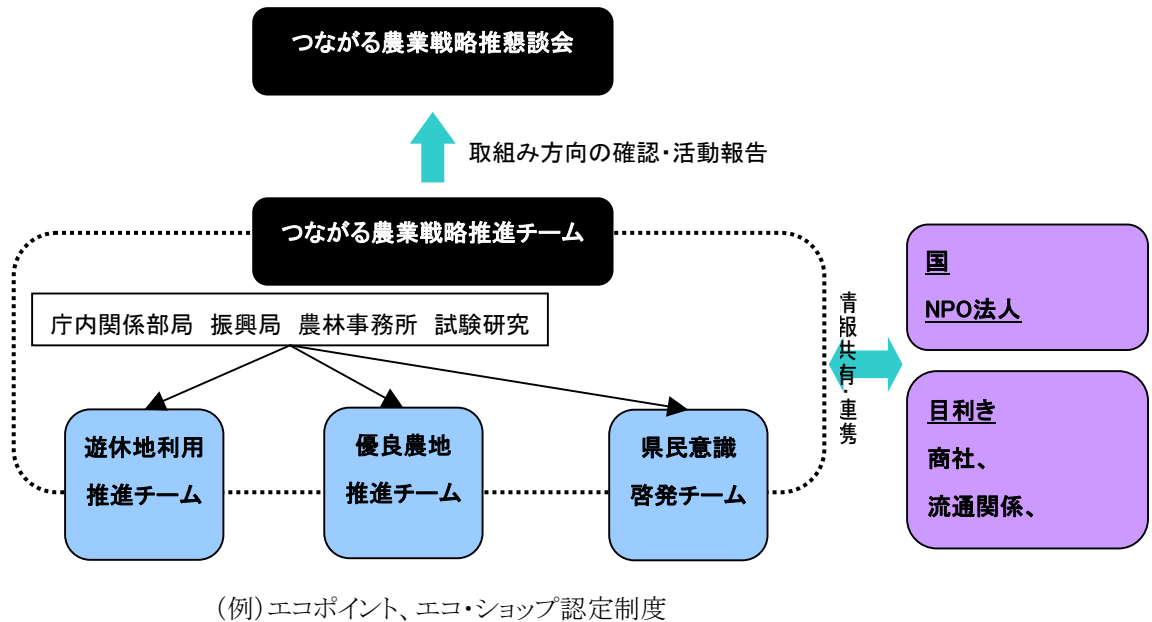 つながる農業戦略推懇談会
取組み方向の確認・活動報告
つながる農業戦略推進チーム
庁内関係部局 振興局 農林事務所 試験研究
遊休地利用
推進チーム
優良農地
推進チーム
県民意識
啓発チーム
情報共有・連携
国
NPO法人
目利き
商社、
流通関係、
（例）エコポイント、エコ・ショップ認定制度